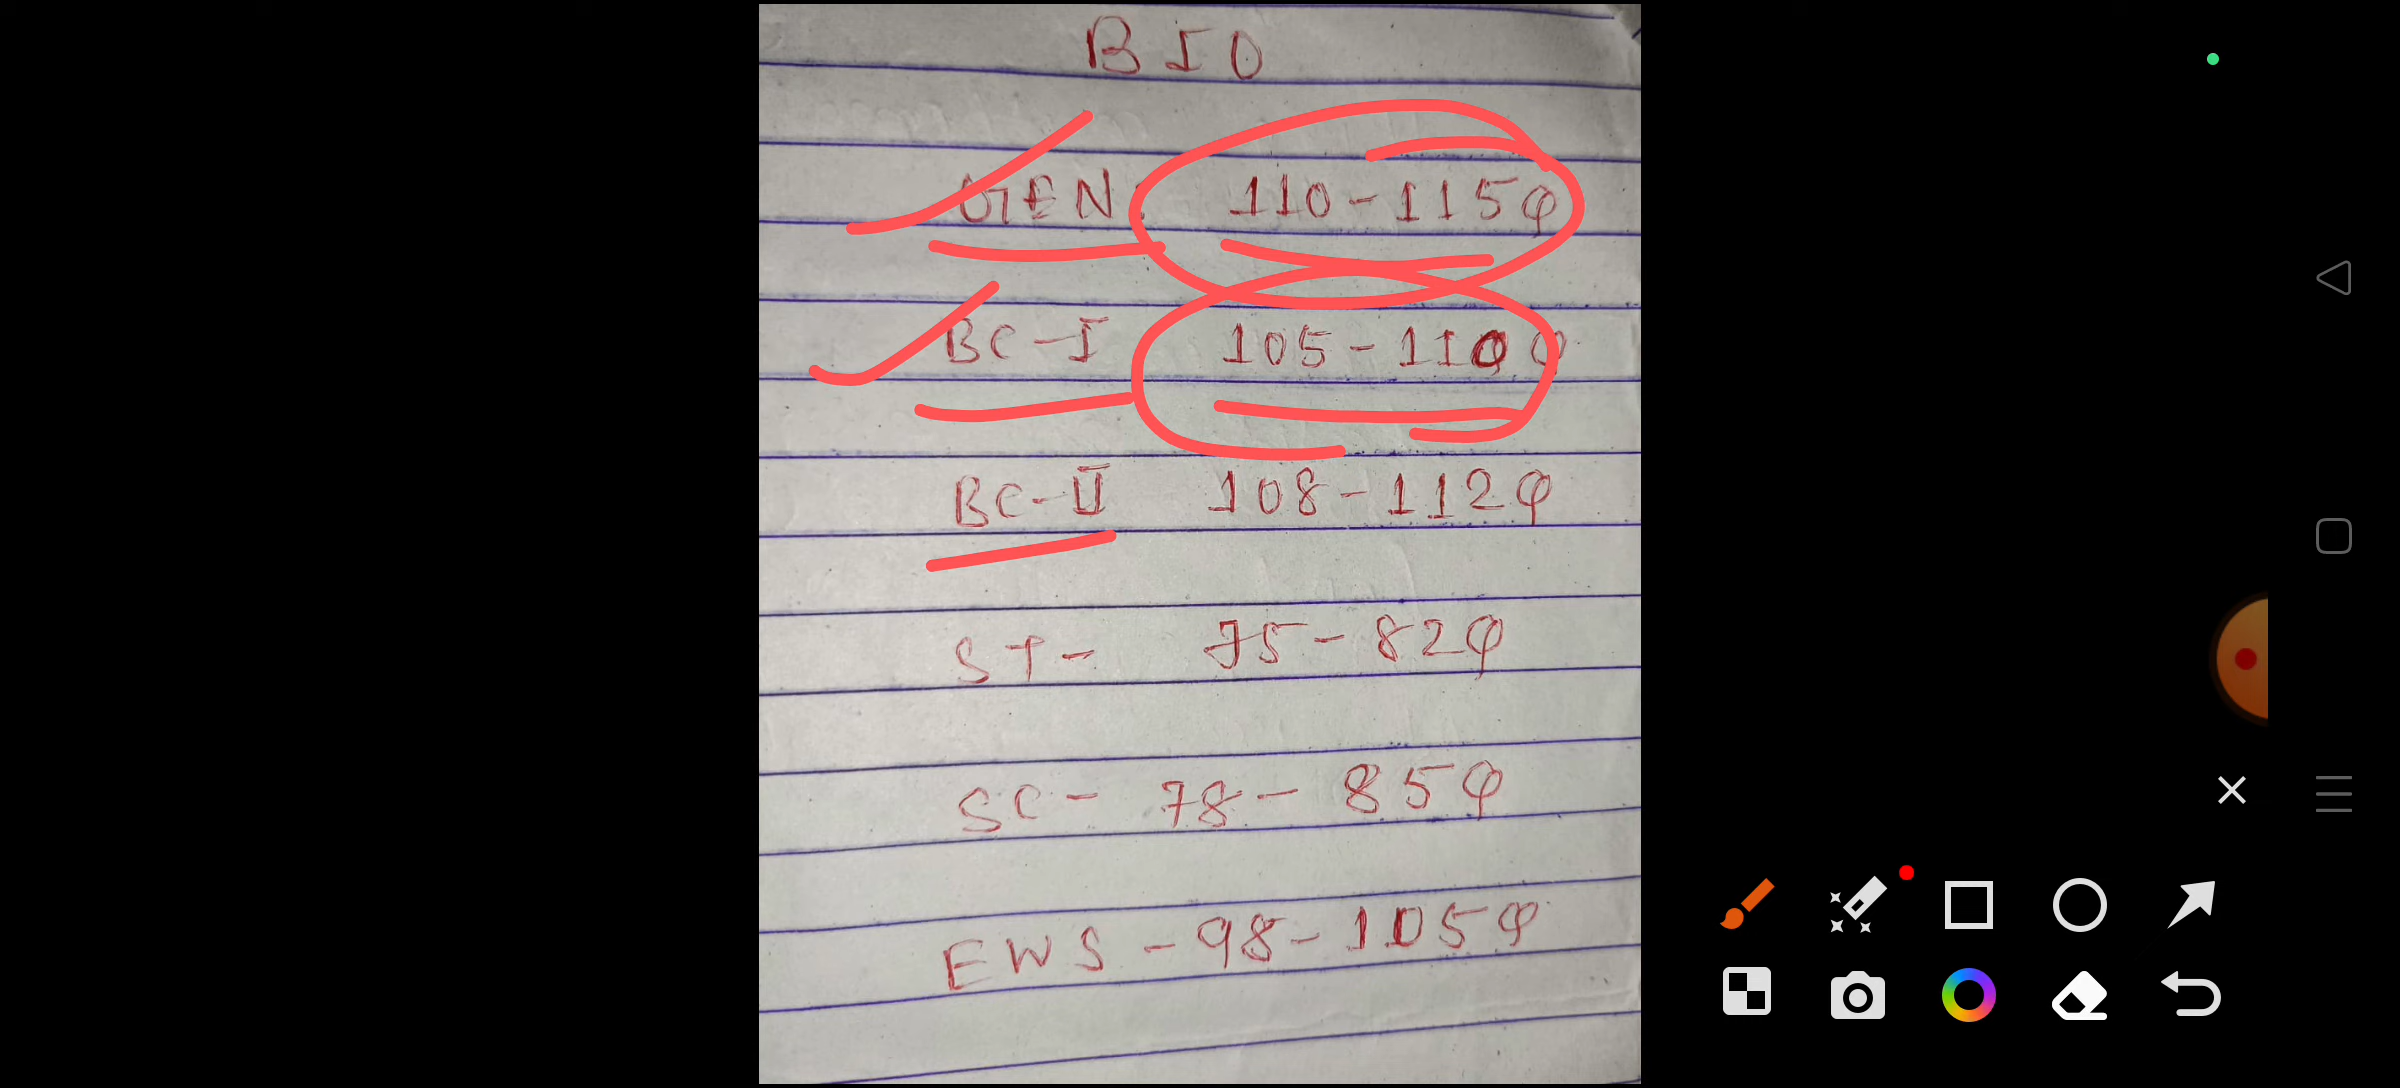 BIO
GEN: 110-115Q
BC-I 105-110Q
BC-II 108-112Q
ST- 75-82Q
SC- 78-85Q
EWS-98-105Q